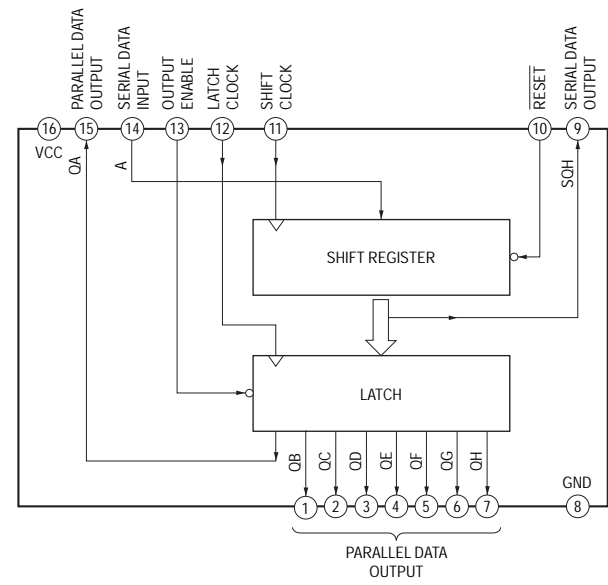 PARALLEL DATA
OUTPUT
SERIAL DATA
INPUT
OUTPUT
ENABLE
LATCH
CLOCK
SHIFT
CLOCK
RESET
SERIAL DATA
OUTPUT
16
15
14
13
12
11
10
9
VCC
QA
A
SQH
SHIFT REGISTER
LATCH
QB
QC
QD
QE
QF
QG
QH
GND
1
2
3
4
5
6
7
8
PARALLEL DATA
OUTPUT